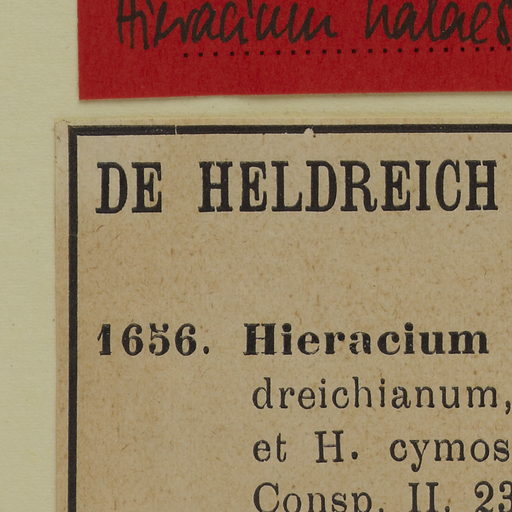 Hieracium
DE HELDREICH
1656. Hieracium
dreichianum,
et H. cymos
Consp. II. 23